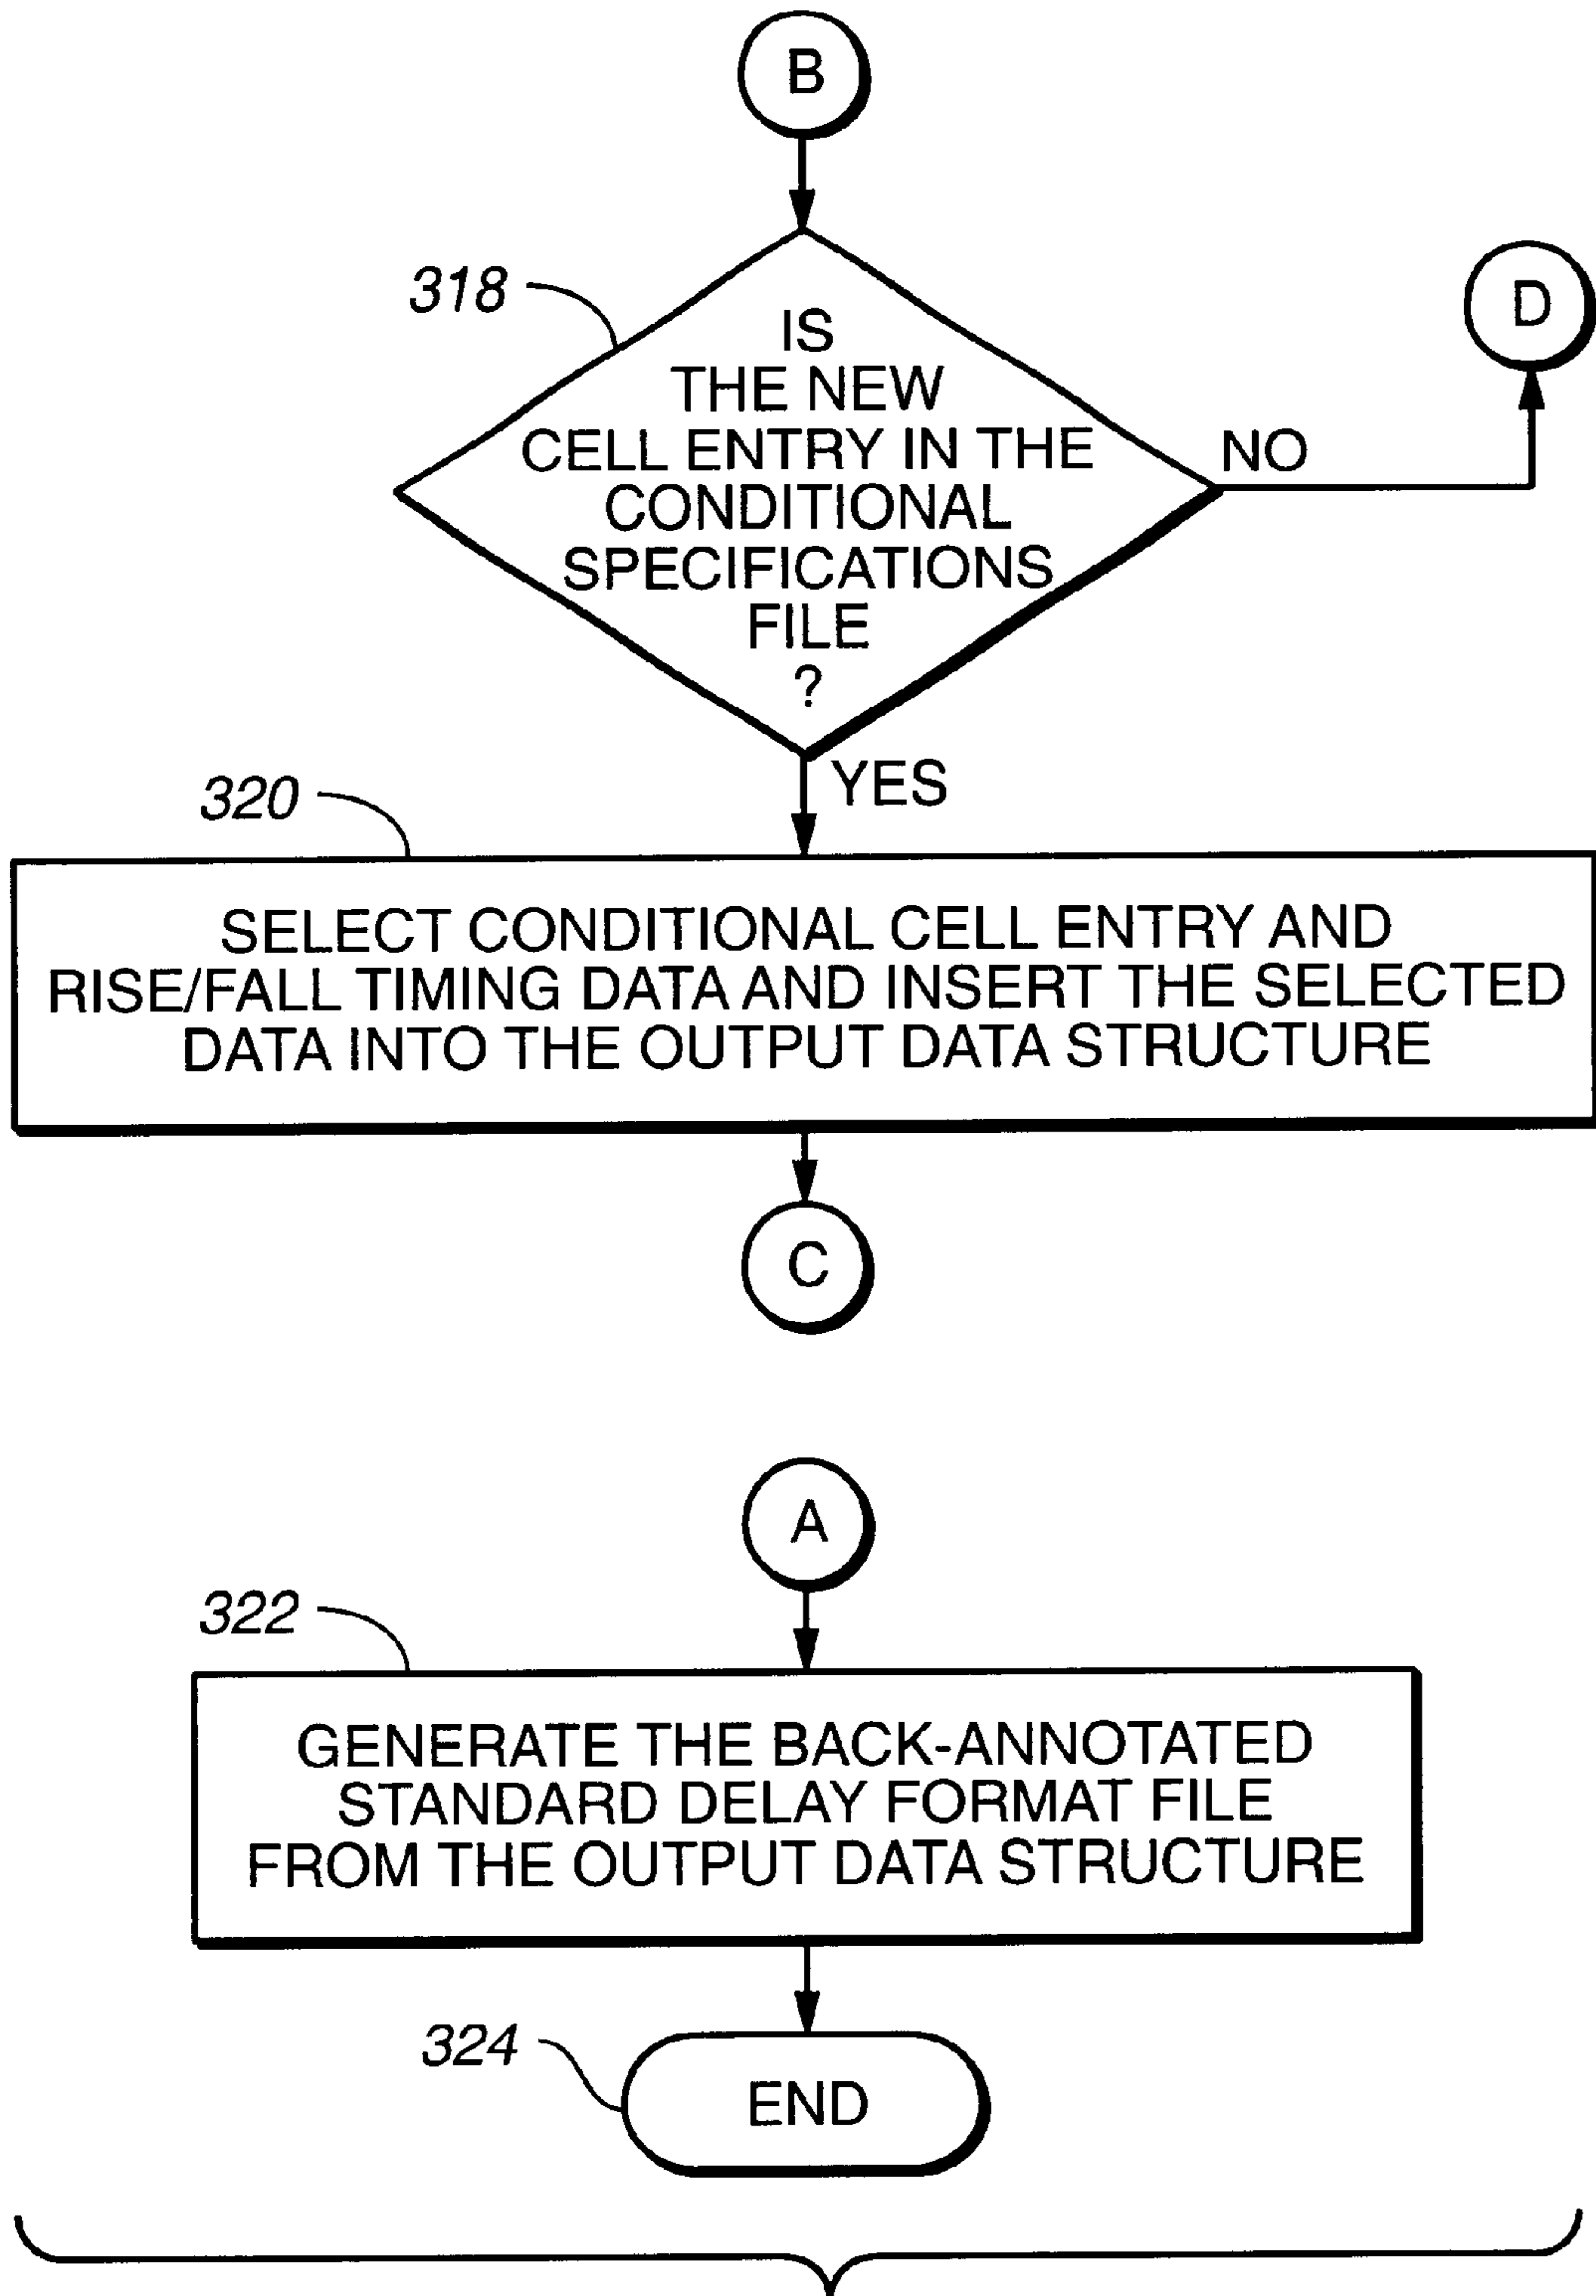 B
318
D
IS
THE NEW
CELL ENTRY IN THE
CONDITIONAL
SPECIFICATIONS
FILE
?
NO
YES
320
SELECT CONDITIONAL CELL ENTRY AND
RISE/FALL TIMING DATA AND INSERT THE SELECTED
DATA INTO THE OUTPUT DATA STRUCTURE
C
A
322
GENERATE THE BACK-ANNOTATED
STANDARD DELAY FORMAT FILE
FROM THE OUTPUT DATA STRUCTURE
324
END